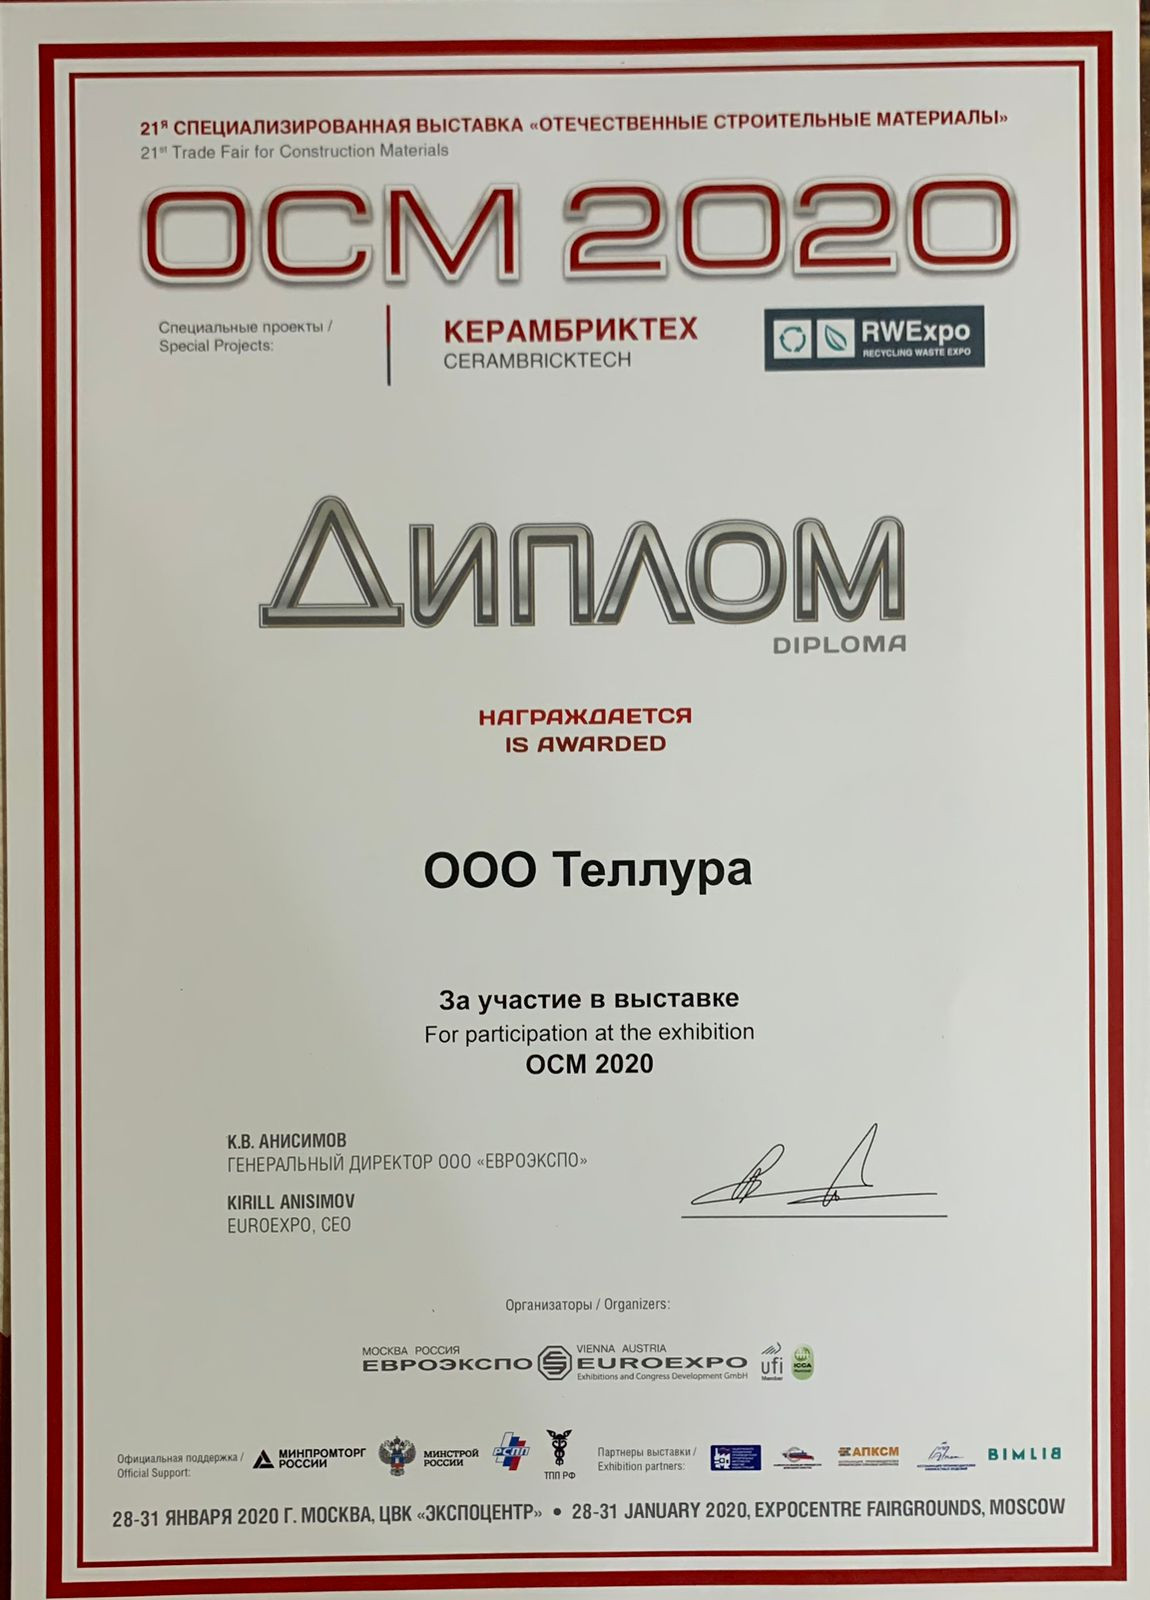 21я СПЕЦИАЛИЗИРОВАННАЯ ВЫСТАВКА «ОТЕЧЕСТВЕННЫЕ СТРОИТЕЛЬНЫЕ МАТЕРИАЛЫ»
21st Trade Fair for Construction Materials
ОСМ 2020
Специальные проекты /
Special Projects:
КЕРАМБРИКТЕХ
CERAMBRICKTECH
RWExpo
RECYCLING WASTE EXPO
ДИПЛОМ
DIPLOMA
НАГРАЖДАЕТСЯ
IS AWARDED
ООО Теллура
За участие в выставке
For participation at the exhibition
ОСМ 2020
К.В. АНИСИМОВ
ГЕНЕРАЛЬНЫЙ ДИРЕКТОР ООО «ЕВРОЭКСПО»
KIRILL ANISIMOV
EUROEXPO, CEO
Организаторы / Organizers:
МОСКВА РОССИЯ
ЕВРОЭКСПО
VIENNA AUSTRIA
EUROEXPO
Exhibitions and Congress Development GmbH
ufi
Member
ICCA
Официальная поддержка /
Official Support:
МИНПРОМТОРГ
РОССИИ
МИНСТРОЙ
РОССИИ
РСПП
ТПП РФ
Партнеры выставки /
Exhibition partners:
АПКСМ
BIMLIB
28-31 ЯНВАРЯ 2020 Г. МОСКВА, ЦВК «ЭКСПОЦЕНТР» • 28-31 JANUARY 2020, EXPOCENTRE FAIRGROUNDS, MOSCOW